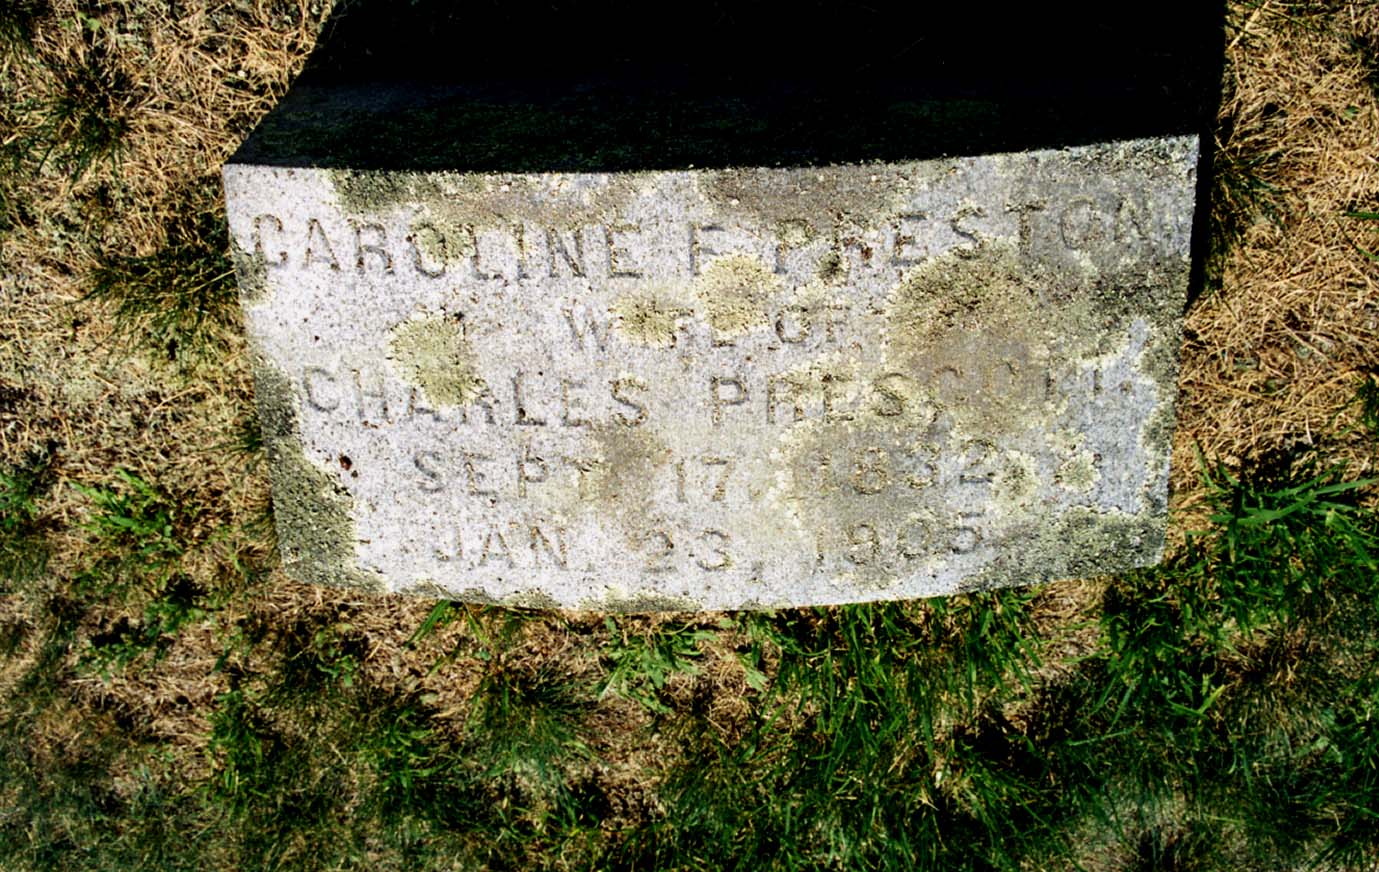 CAROLINE F. PRESTON
WIFE OF
CHARLES PRESCOTT.
SEPT. 17, 1832
JAN. 23, 1905.